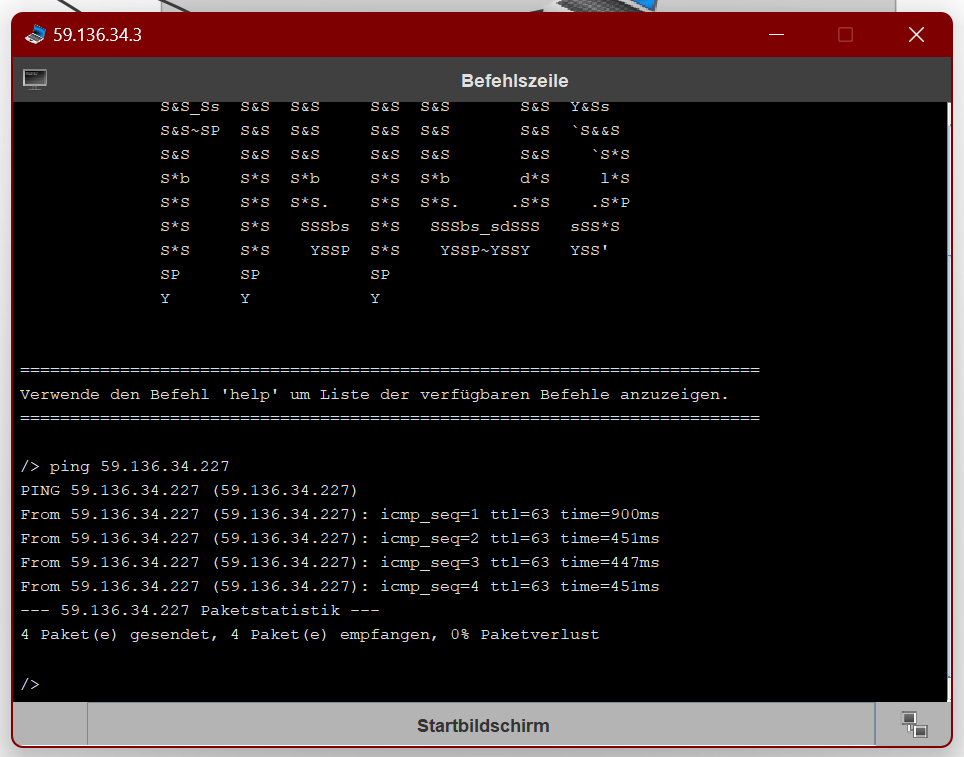 59.136.34.3
Befehlszeile
S&S_Ss  S&S  S&S     S&S  S&S       S&S  Y&Ss
S&S~SP  S&S  S&S     S&S  S&S       S&S  `S&&S
S&S     S&S  S&S     S&S  S&S       S&S    `S*S
S*b     S*S  S*b     S*S  S*b       d*S     l*S
S*S     S*S  S*S.    S*S  S*S.     .S*S    .S*P
S*S     S*S   SSSbs  S*S   SSSbs_sdSSS   sSS*S
S*S     S*S    YSSP  S*S    YSSP~YSSY    YSS'
SP      SP           SP
Y       Y            Y
==========================================================================
Verwende den Befehl 'help' um Liste der verfügbaren Befehle anzuzeigen.
==========================================================================
/> ping 59.136.34.227
PING 59.136.34.227 (59.136.34.227)
From 59.136.34.227 (59.136.34.227): icmp_seq=1 ttl=63 time=900ms
From 59.136.34.227 (59.136.34.227): icmp_seq=2 ttl=63 time=451ms
From 59.136.34.227 (59.136.34.227): icmp_seq=3 ttl=63 time=447ms
From 59.136.34.227 (59.136.34.227): icmp_seq=4 ttl=63 time=451ms
--- 59.136.34.227 Paketstatistik ---
4 Paket(e) gesendet, 4 Paket(e) empfangen, 0% Paketverlust
/>
Startbildschirm